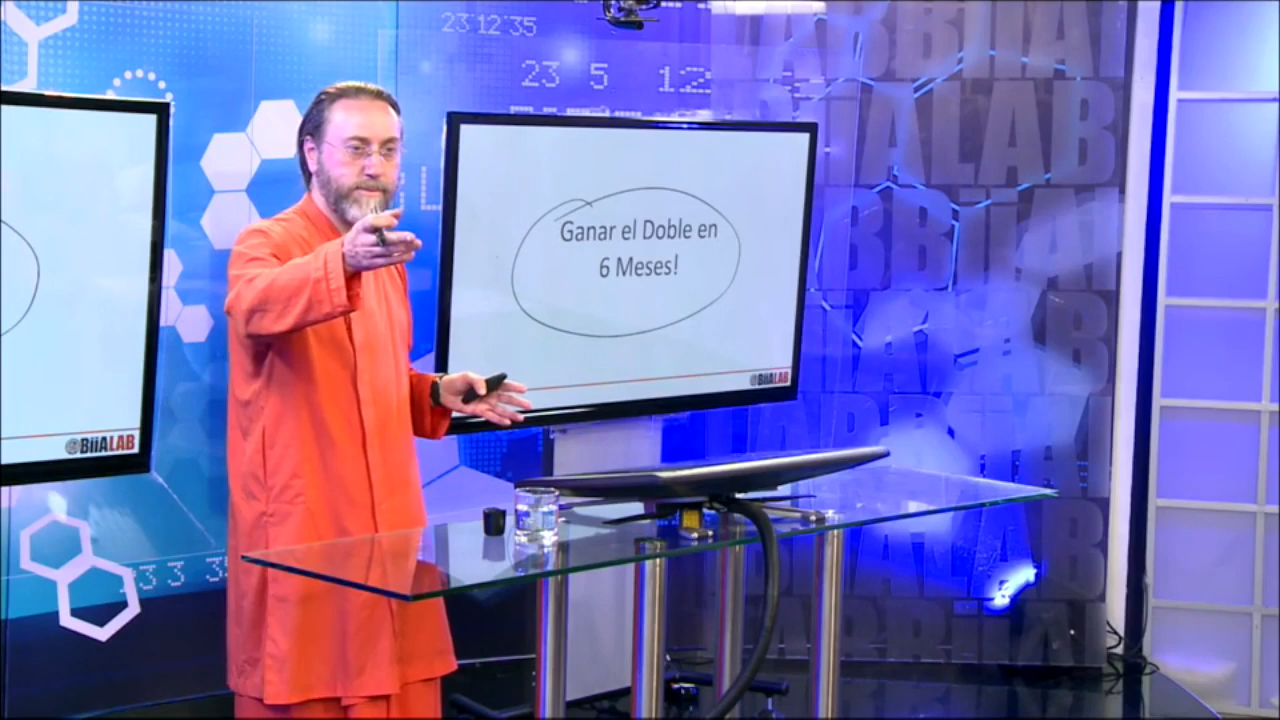 23 12 35
23 5 12
BiiALAB
Ganar el Doble en
6 Meses!
@BiiALAB
@BiiALAB